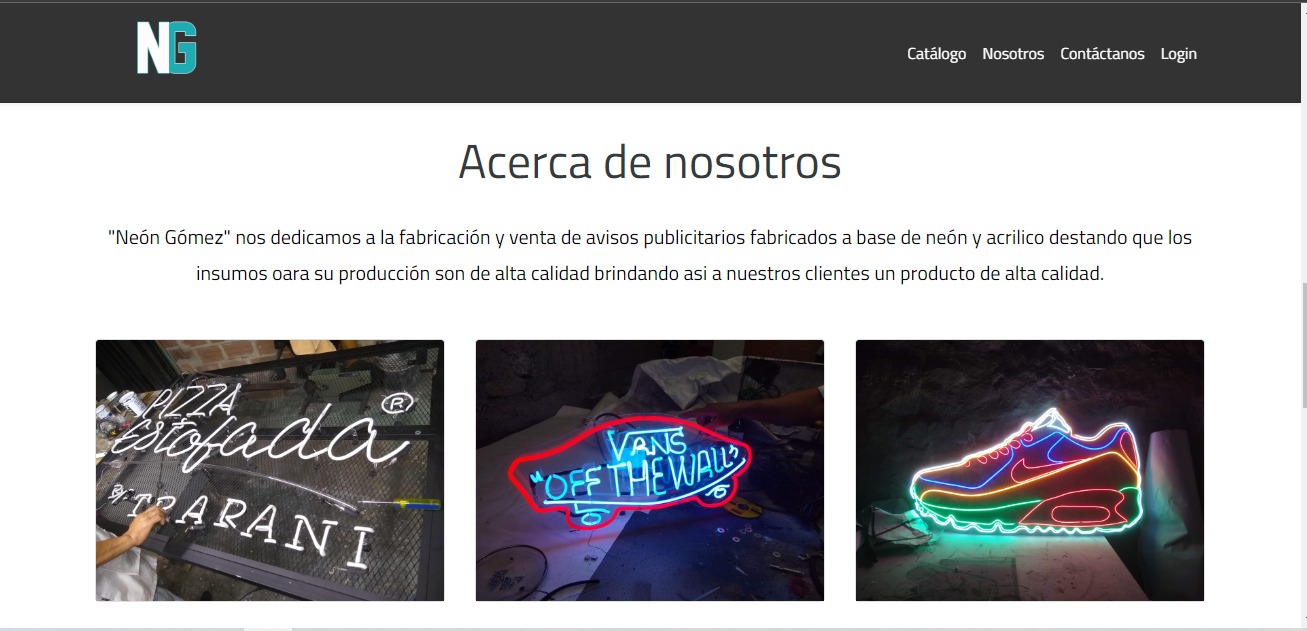 NG
Catálogo Nosotros Contáctanos Login
Acerca de nosotros
"Neón Gómez" nos dedicamos a la fabricación y venta de avisos publicitarios fabricados a base de neón y acrilico destando que los
insumos oara su producción son de alta calidad brindando asi a nuestros clientes un producto de alta calidad.
PIZZA
Estofada ®
TRARANI
VANS
"OFF THE WALL"